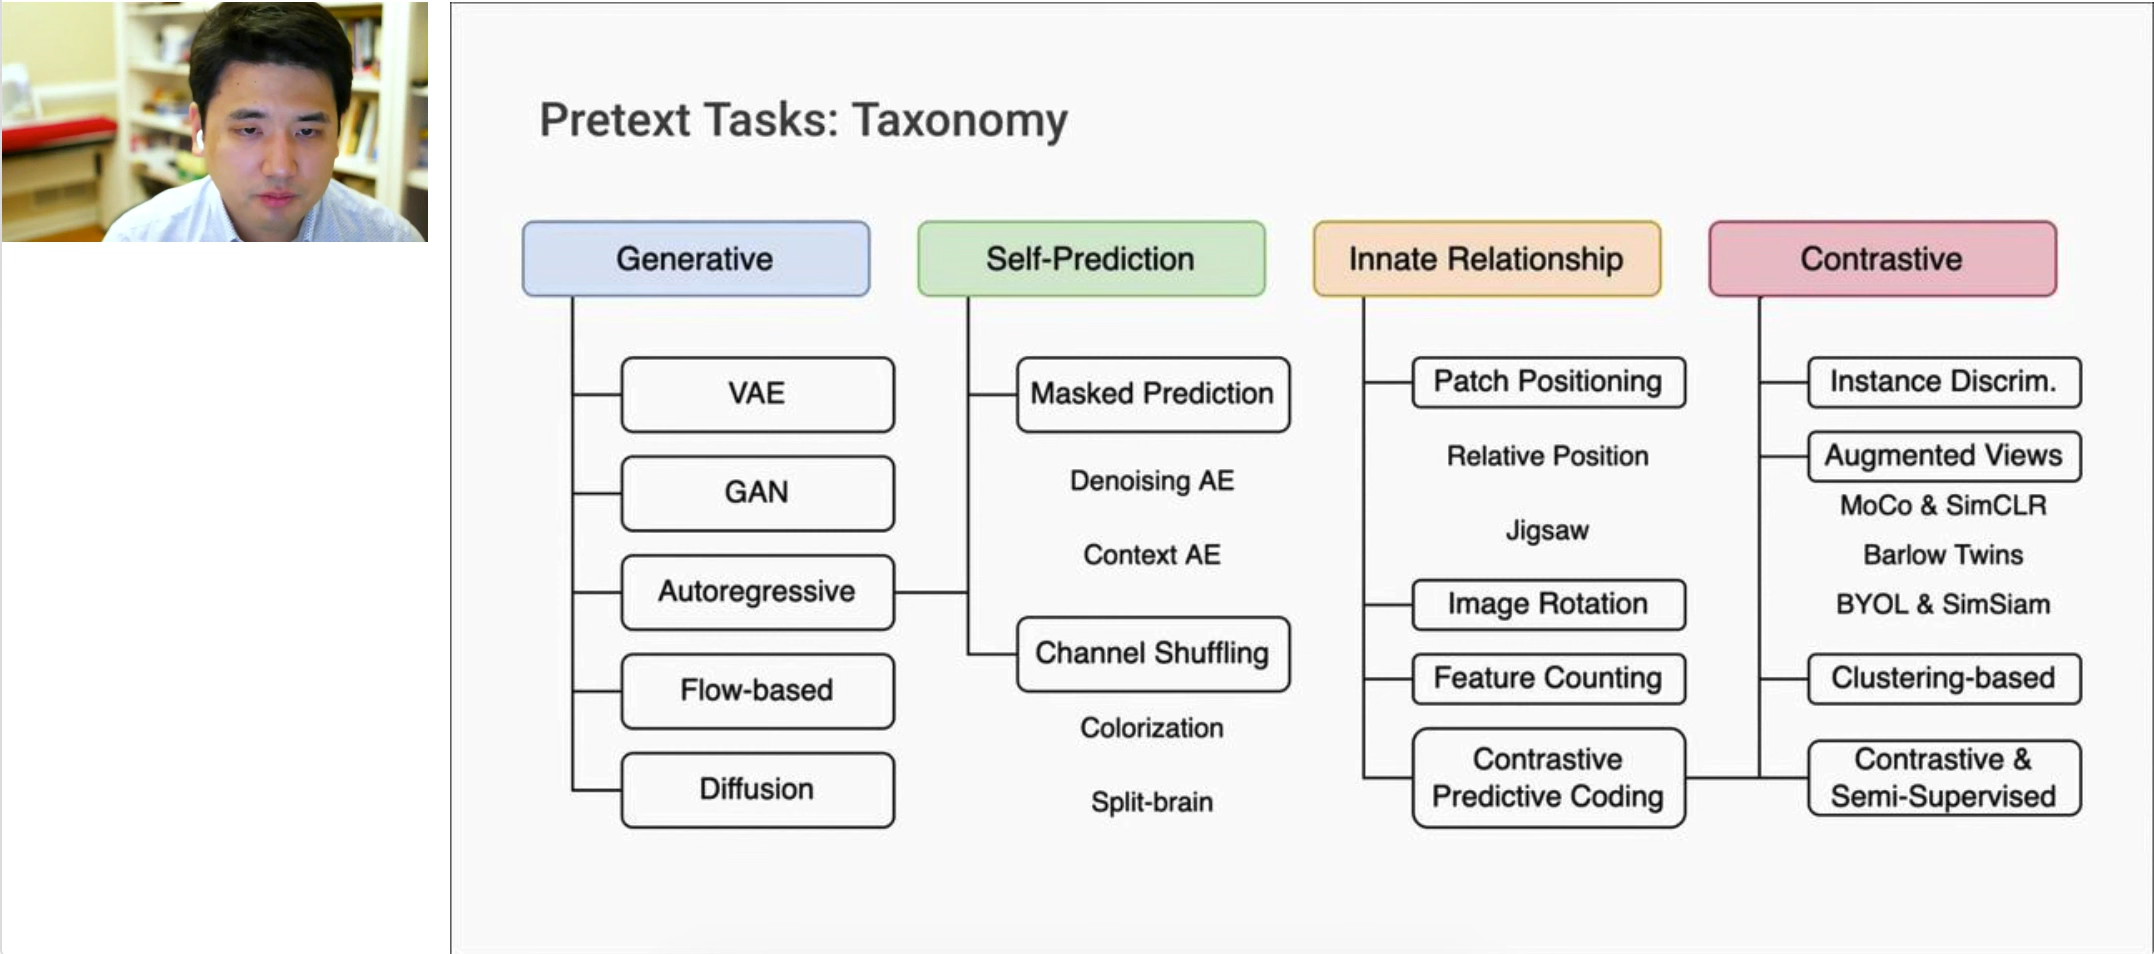 Pretext Tasks: Taxonomy
Generative
VAE
GAN
Autoregressive
Flow-based
Diffusion
Self-Prediction
Masked Prediction
Denoising AE
Context AE
Channel Shuffling
Colorization
Split-brain
Innate Relationship
Patch Positioning
Relative Position
Jigsaw
Image Rotation
Feature Counting
Contrastive
Predictive Coding
Contrastive
Instance Discrim.
Augmented Views
MoCo & SimCLR
Barlow Twins
BYOL & SimSiam
Clustering-based
Contrastive &
Semi-Supervised